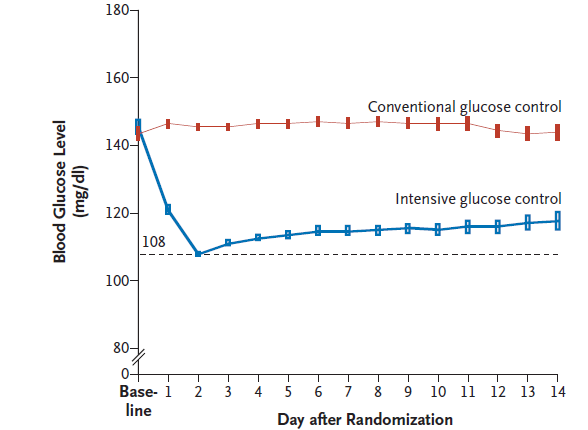 180
160
Conventional glucose control
140
Blood Glucose Level
(mg/dl)
Intensive glucose control
120
108
100
80
0
Base-
line
1 2 3 4 5 6 7 8 9 10 11 12 13 14
Day after Randomization